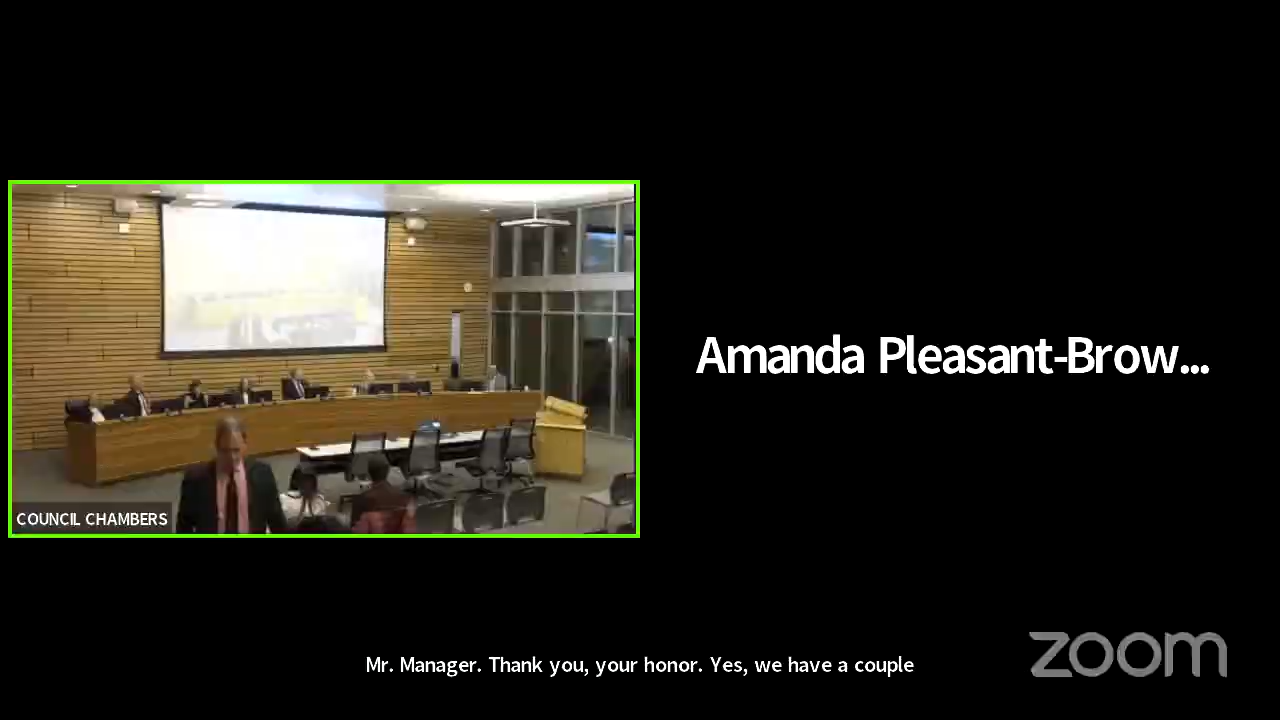 Amanda Pleasant-Brow...
COUNCIL CHAMBERS
Mr. Manager. Thank you, your honor. Yes, we have a couple
zoom